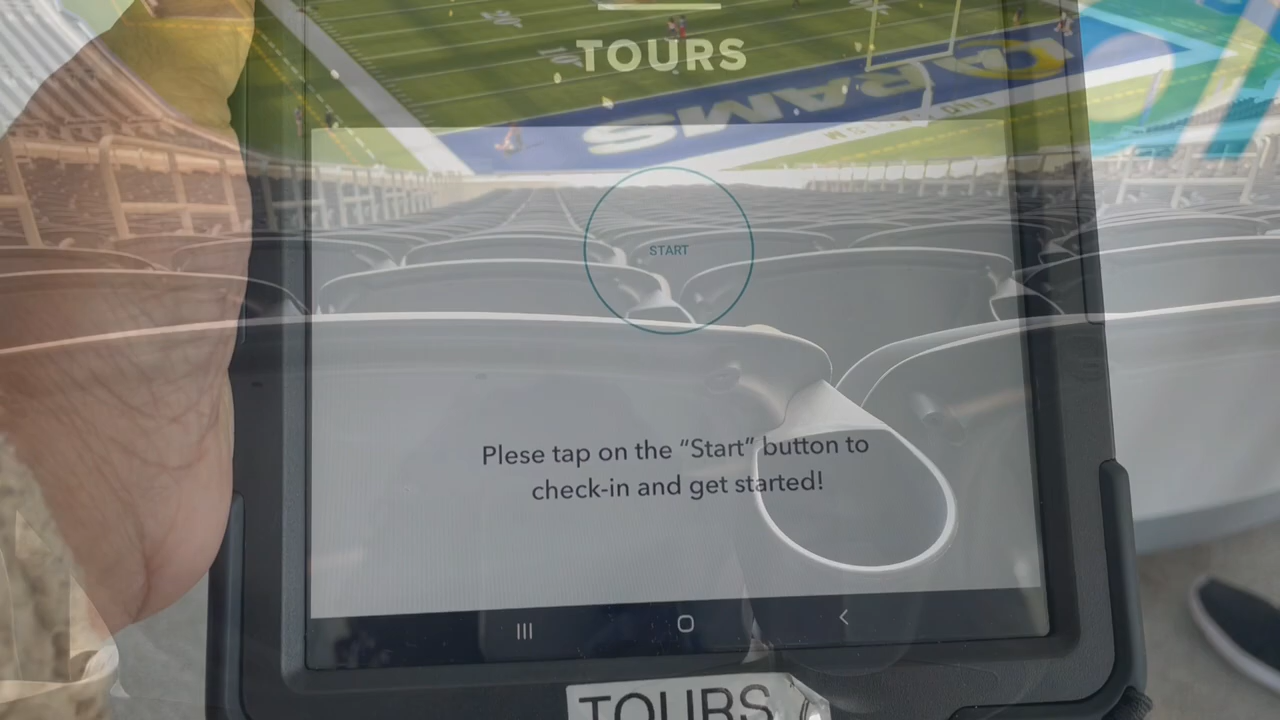 TOURS
RAMS
START
Plese tap on the “Start” button to
check-in and get started!
TOURS